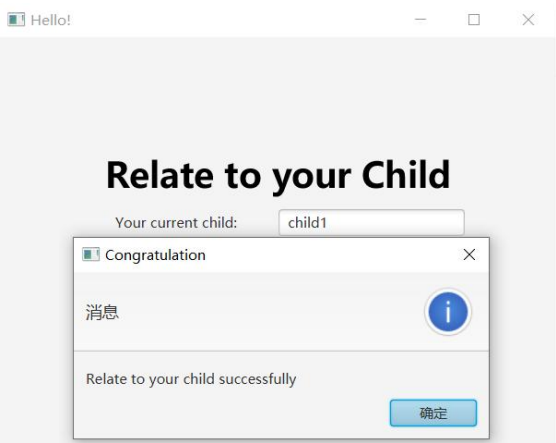 Hello!
Relate to your Child
Your current child: child1
Congratulation
消息
Relate to your child successfully
确定